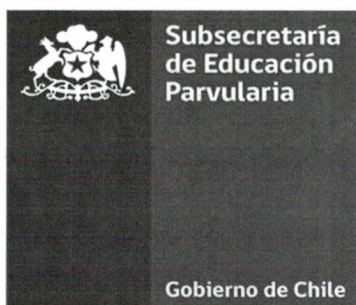 Subsecretaría
de Educación
Parvularia
Gobierno de Chile